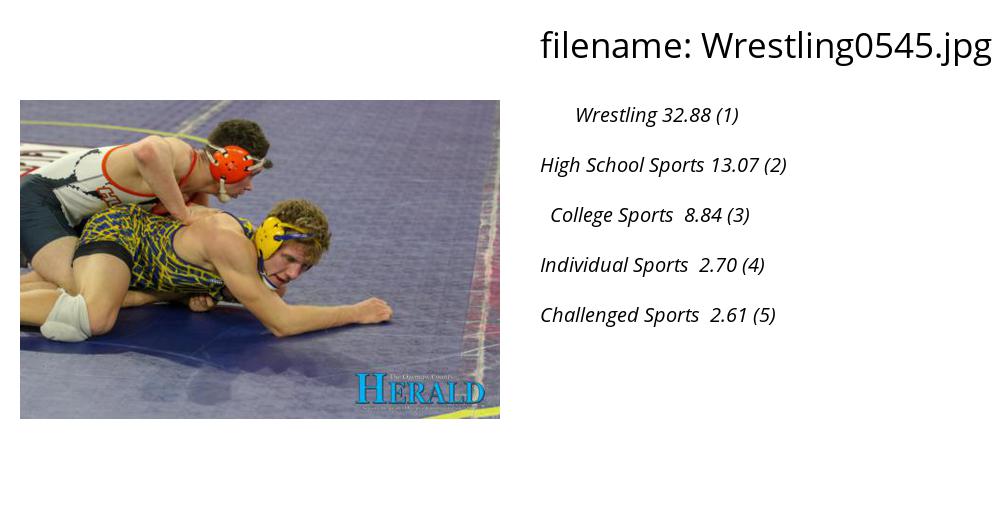 filename: Wrestling0545.jpg
Wrestling 32.88 (1)
High School Sports 13.07 (2)
College Sports 8.84 (3)
Individual Sports 2.70 (4)
Challenged Sports 2.61 (5)
HERALD